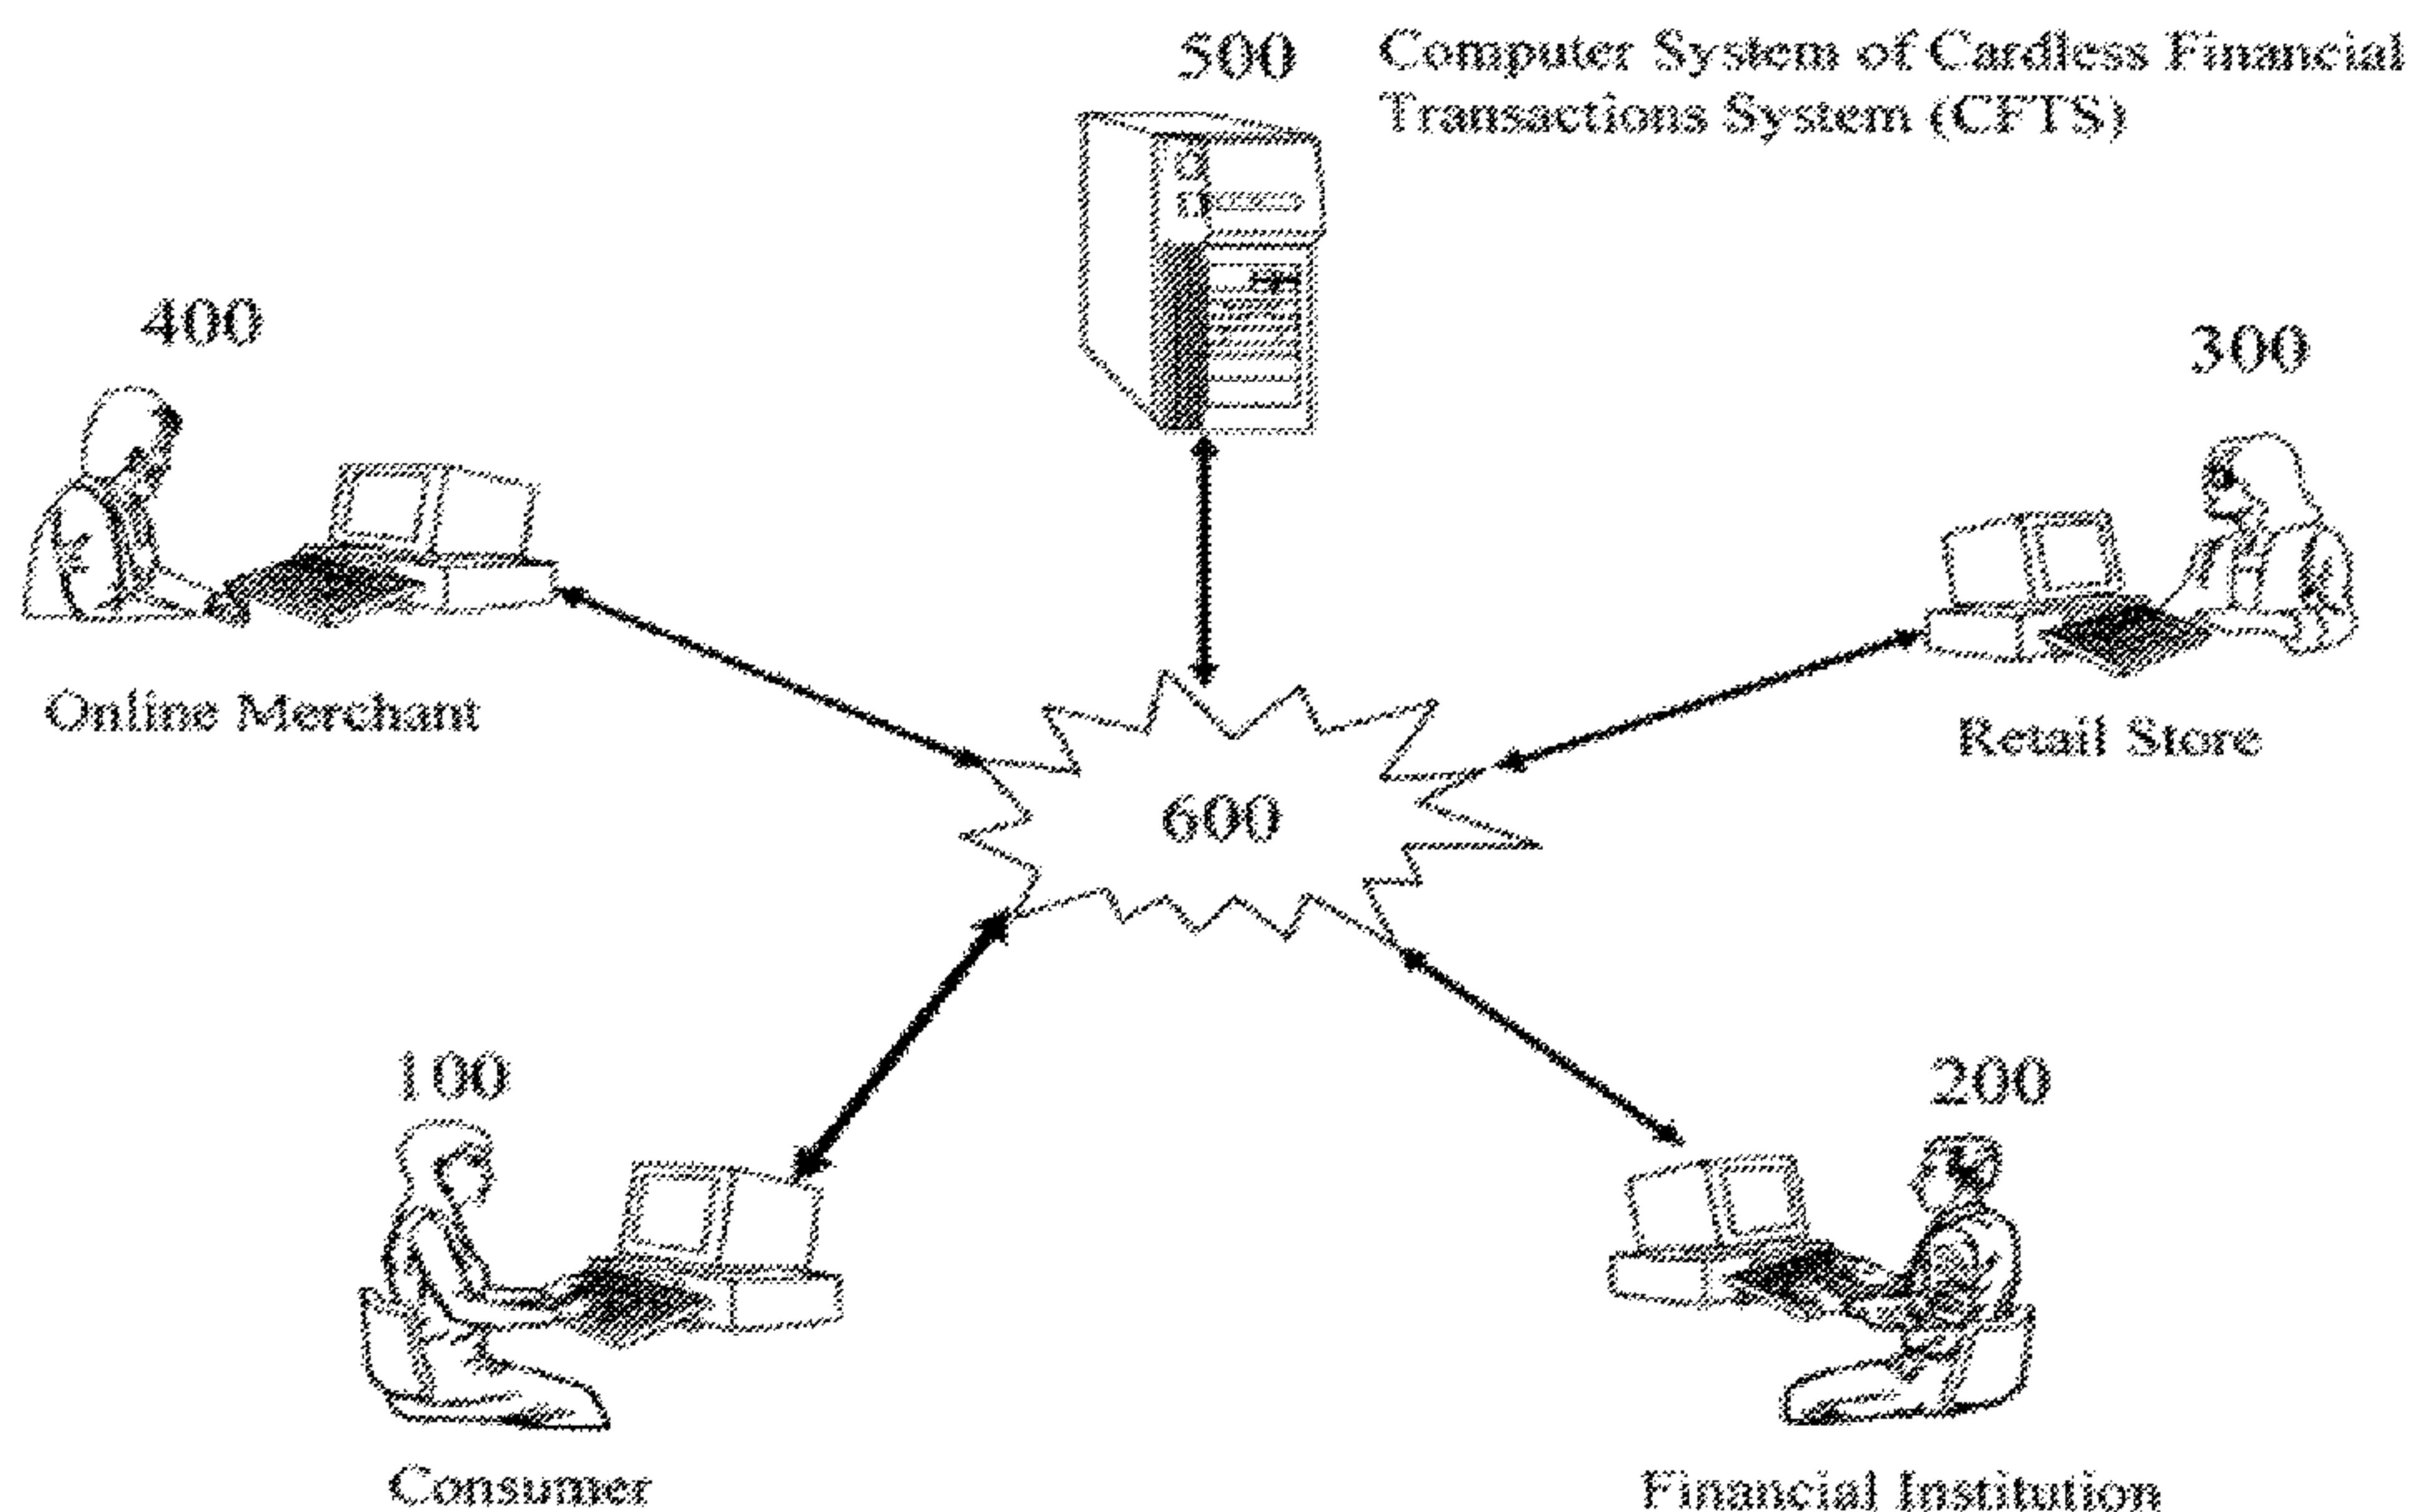 500
Computer System of Cardless Financial
Transactions System (CFTS)
400
300
Online Merchant
Retail Store
600
100
200
Consumer
Financial Institution